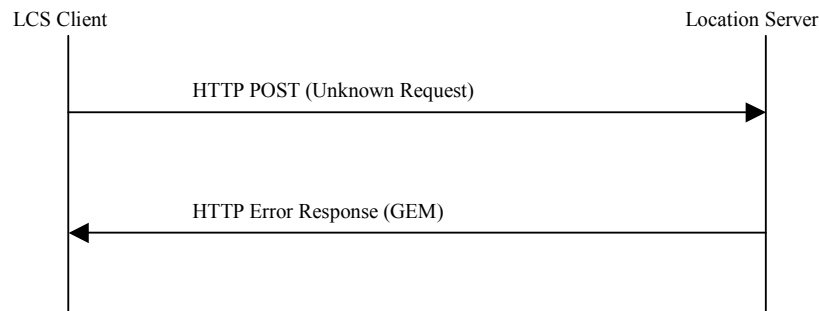 LCS Client
Location Server
HTTP POST (Unknown Request)
HTTP Error Response (GEM)